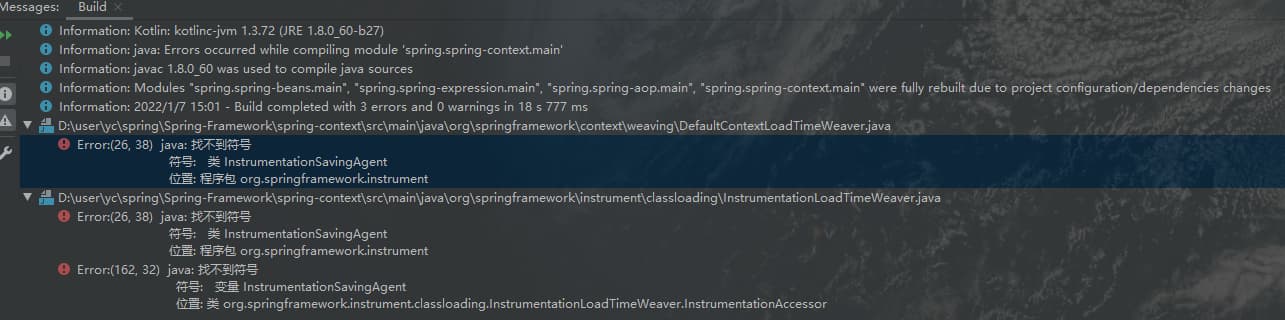 Messages: Build
Information: Kotlin: kotlinc-jvm 1.3.72 (JRE 1.8.0_60-b27)
Information: java: Errors occurred while compiling module 'spring.spring-context.main'
Information: javac 1.8.0_60 was used to compile java sources
Information: Modules "spring.spring-beans.main", "spring.spring-expression.main", "spring.spring-aop.main", "spring.spring-context.main" were fully rebuilt due to project configuration/dependencies changes
Information: 2022/1/7 15:01 - Build completed with 3 errors and 0 warnings in 18 s 777 ms
D:\user\yc\spring\Spring-Framework\spring-context\src\main\java\org\springframework\context\weaving\DefaultContextLoadTimeWeaver.java
Error:(26, 38) java: 找不到符号
符号: 类 InstrumentationSavingAgent
位置: 程序包 org.springframework.instrument
D:\user\yc\spring\Spring-Framework\spring-context\src\main\java\org\springframework\instrument\classloading\InstrumentationLoadTimeWeaver.java
Error:(26, 38) java: 找不到符号
符号: 类 InstrumentationSavingAgent
位置: 程序包 org.springframework.instrument
Error:(162, 32) java: 找不到符号
符号: 变量 InstrumentationSavingAgent
位置: 类 org.springframework.instrument.classloading.InstrumentationLoadTimeWeaver.InstrumentationAccessor